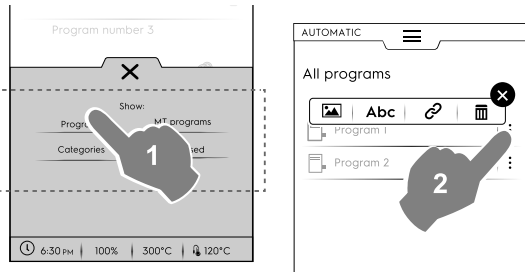 Program number 3
Show:
MT programs
Categories
6:30 PM 100% 300°C 120°C
1
AUTOMATIC
All programs
Abc
Program 1
Program 2
2